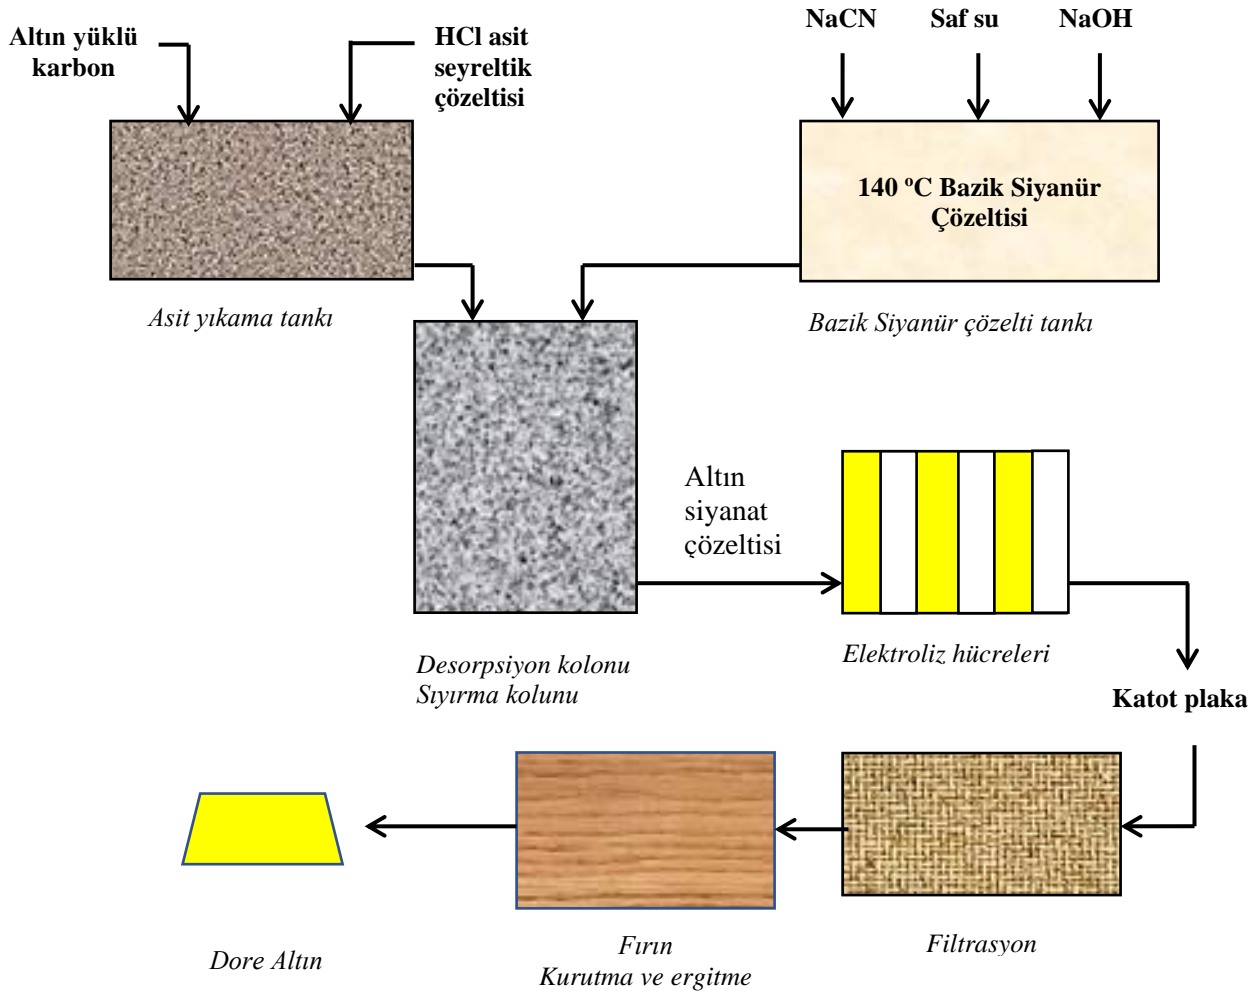 Altın yüklü
karbon
HCl asit
seyreltik
çözeltisi
NaCN
Saf su
NaOH
140 ºC Bazik Siyanür
Çözeltisi
Asit yıkama tankı
Bazik Siyanür çözelti tankı
Altın
siyanat
çözeltisi
Desorpsiyon kolonu
Sıyırma kolunu
Elektroliz hücreleri
Katot plaka
Filtrasyon
Fırın
Kurutma ve ergitme
Dore Altın